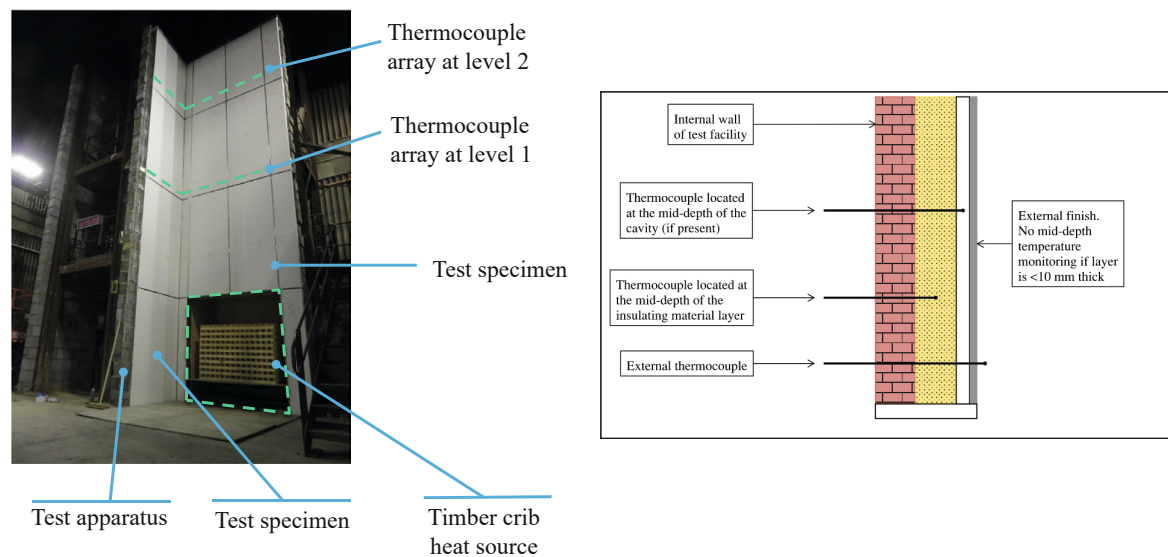 Thermocouple
array at level 2
Thermocouple
array at level 1
Test specimen
Test apparatus
Test specimen
Timber crib
heat source
Internal wall
of test facility
Thermocouple located
at the mid-depth of the
cavity (if present)
Thermocouple located at
the mid-depth of the
insulating material layer
External thermocouple
External finish.
No mid-depth
temperature
monitoring if layer
is <10 mm thick